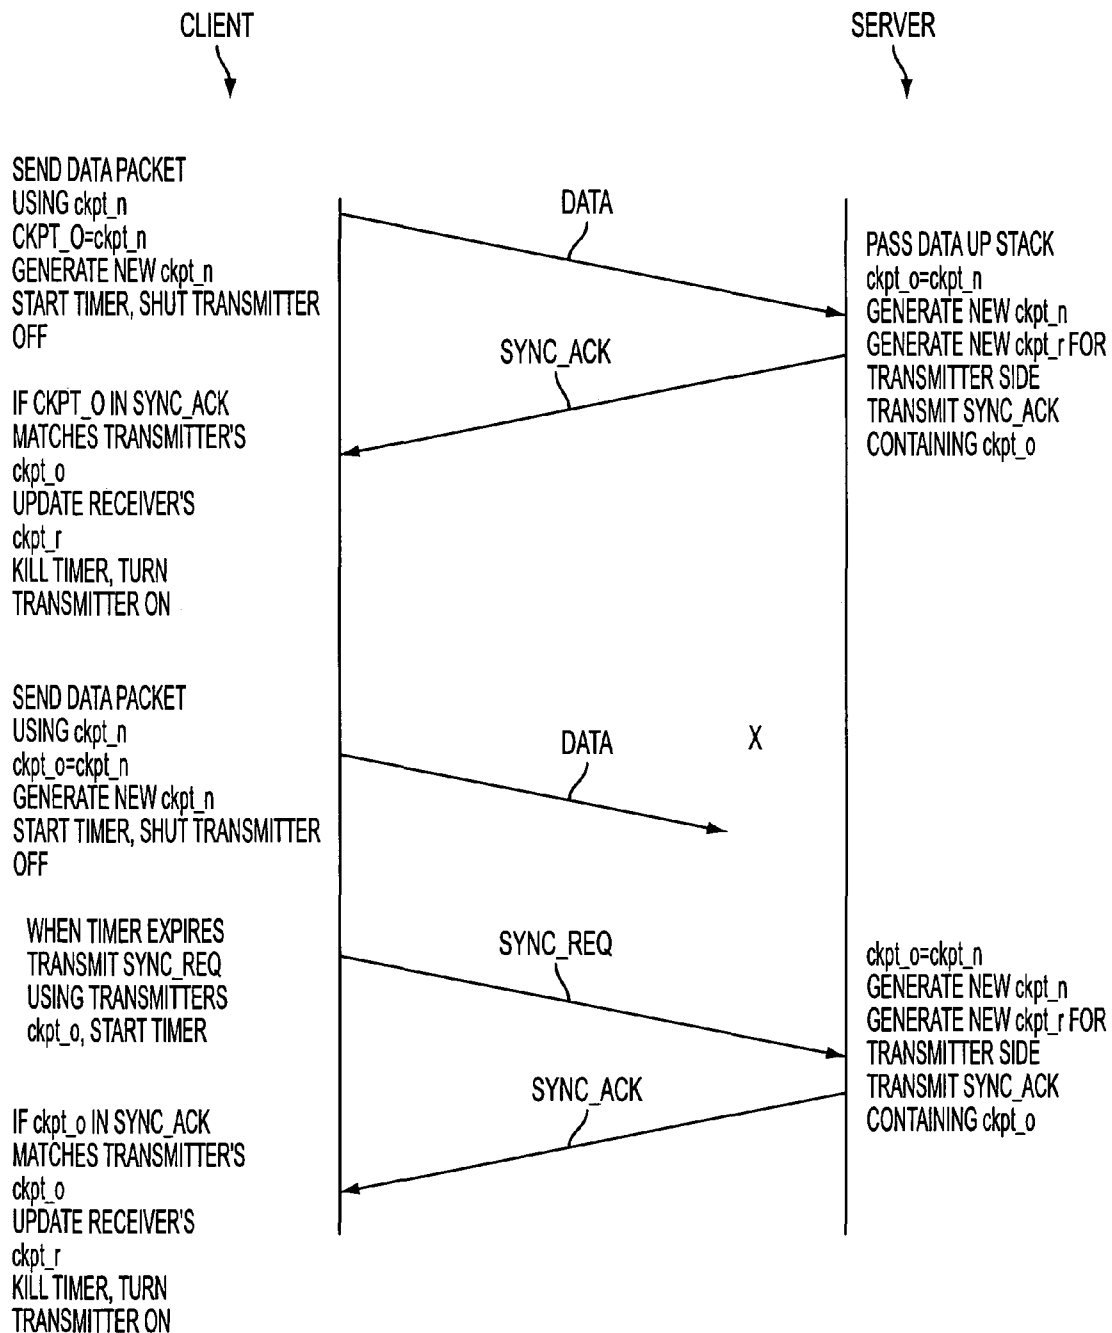 CLIENT
SERVER
SEND DATA PACKET
USING ckpt_n
CKPT_O=ckpt_n
GENERATE NEW ckpt_n
START TIMER, SHUT TRANSMITTER
OFF
DATA
PASS DATA UP STACK
ckpt_o=ckpt_n
GENERATE NEW ckpt_n
GENERATE NEW ckpt_r FOR
TRANSMITTER SIDE
TRANSMIT SYNC_ACK
CONTAINING ckpt_o
SYNC_ACK
IF CKPT_O IN SYNC_ACK
MATCHES TRANSMITTER'S
ckpt_o
UPDATE RECEIVER'S
ckpt_r
KILL TIMER, TURN
TRANSMITTER ON
SEND DATA PACKET
USING ckpt_n
ckpt_o=ckpt_n
GENERATE NEW ckpt_n
START TIMER, SHUT TRANSMITTER
OFF
DATA
X
WHEN TIMER EXPIRES
TRANSMIT SYNC_REQ
USING TRANSMITTERS
ckpt_o, START TIMER
SYNC_REQ
ckpt_o=ckpt_n
GENERATE NEW ckpt_n
GENERATE NEW ckpt_r FOR
TRANSMITTER SIDE
TRANSMIT SYNC_ACK
CONTAINING ckpt_o
SYNC_ACK
IF ckpt_o IN SYNC_ACK
MATCHES TRANSMITTER'S
ckpt_o
UPDATE RECEIVER'S
ckpt_r
KILL TIMER, TURN
TRANSMITTER ON